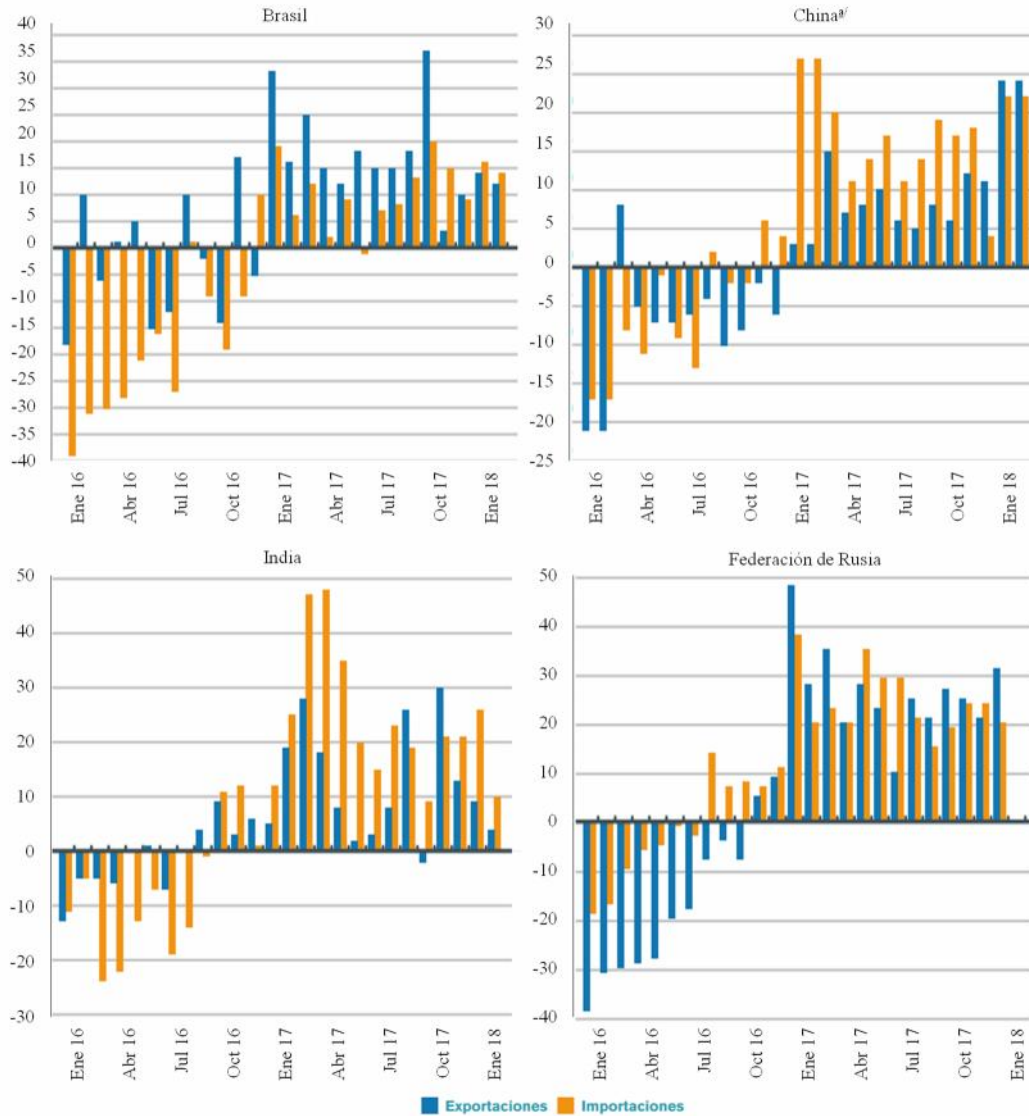 Brasil
40
35
30
25
20
15
10
5
0
-5
-10
-15
-20
-25
-30
-35
-40
Ene 16
Abr 16
Jul 16
Oct 16
Ene 17
Abr 17
Jul 17
Oct 17
Ene 18
Chinaª/
30
25
20
15
10
5
0
-5
-10
-15
-20
-25
Ene 16
Abr 16
Jul 16
Oct 16
Ene 17
Abr 17
Jul 17
Oct 17
Ene 18
India
50
40
30
20
10
0
-10
-20
-30
Ene 16
Abr 16
Jul 16
Oct 16
Ene 17
Abr 17
Jul 17
Oct 17
Ene 18
Federación de Rusia
50
40
30
20
10
0
-10
-20
-30
-40
Ene 16
Abr 16
Jul 16
Oct 16
Ene 17
Abr 17
Jul 17
Oct 17
Ene 18
Exportaciones Importaciones